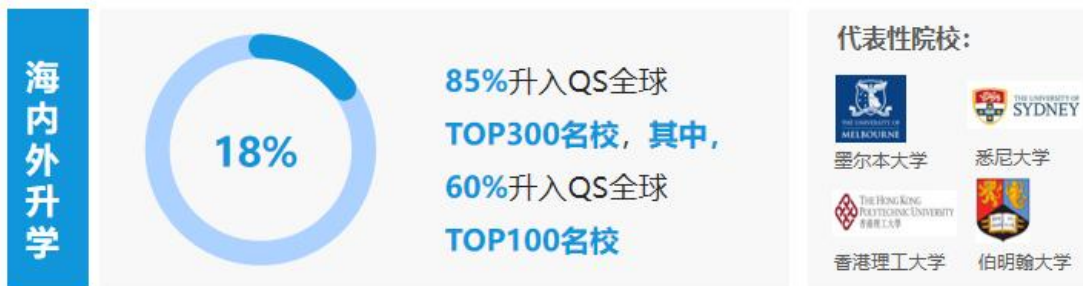 海内外升学
18%
85%升入QS全球
TOP300名校，其中，
60%升入QS全球
TOP100名校
代表性院校：
THE UNIVERSITY OF
MELBOURNE
墨尔本大学
THE UNIVERSITY OF
SYDNEY
悉尼大学
THE HONG KONG
POLYTECHNIC UNIVERSITY
香港理工大學
香港理工大学
伯明翰大学